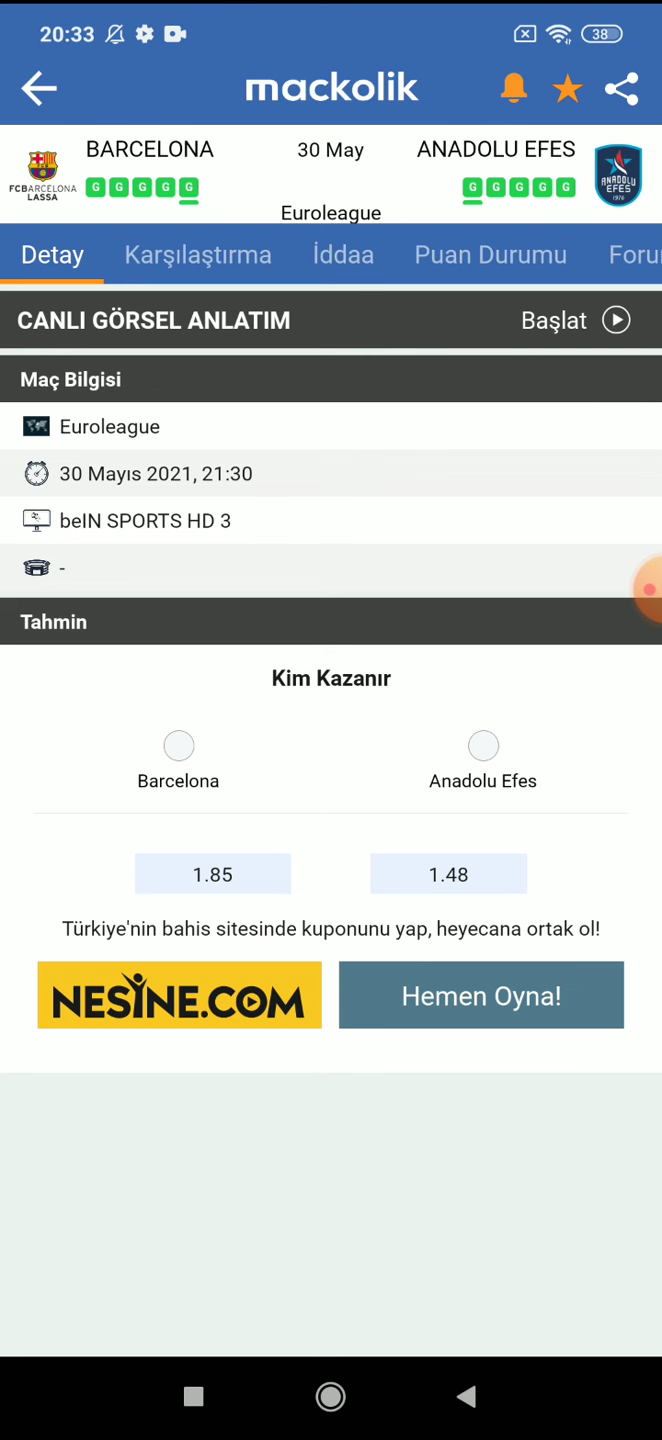 20:33
38
mackolik
BARCELONA
30 May
ANADOLU EFES
G G G G G
G G G G G
FCBARCELONA
LASSA
ANADOLU
EFES
1976
Euroleague
Detay
Karşılaştırma
İddaa
Puan Durumu
Foru
CANLI GÖRSEL ANLATIM
Başlat
Maç Bilgisi
Euroleague
30 Mayıs 2021, 21:30
beIN SPORTS HD 3
-
Tahmin
Kim Kazanır
Barcelona
Anadolu Efes
1.85
1.48
Türkiye'nin bahis sitesinde kuponunu yap, heyecana ortak ol!
NESİNE.COM
Hemen Oyna!